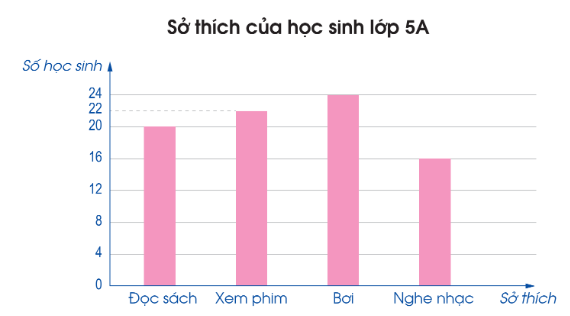 Sở thích của học sinh lớp 5A
Số học sinh
24
22
20
16
12
8
4
0
Đọc sách Xem phim Bơi Nghe nhạc Sở thích